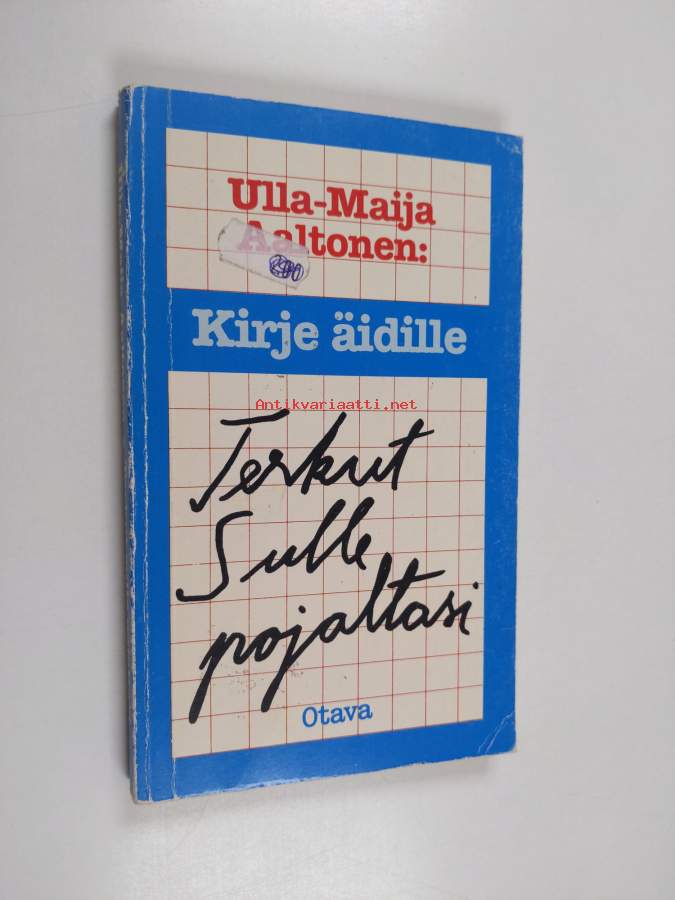 Ulla-Maija
Aaltonen:
Kirje äidille
Antikvariaatti.net
Terkut
Sulle
pojaltasi
Otava